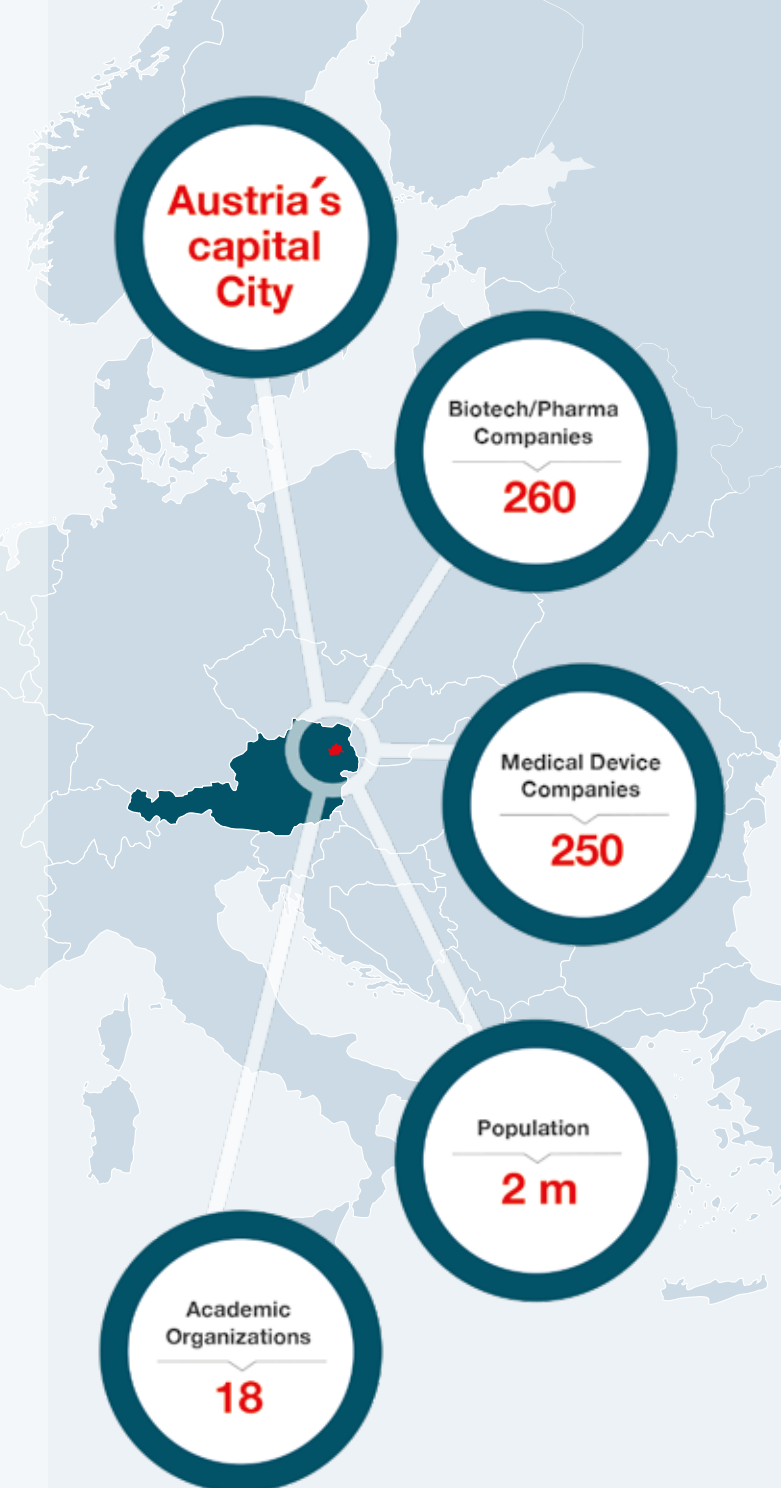 Austria´s
capital
City
Biotech/Pharma
Companies
260
Medical Device
Companies
250
Population
2 m
Academic
Organizations
18